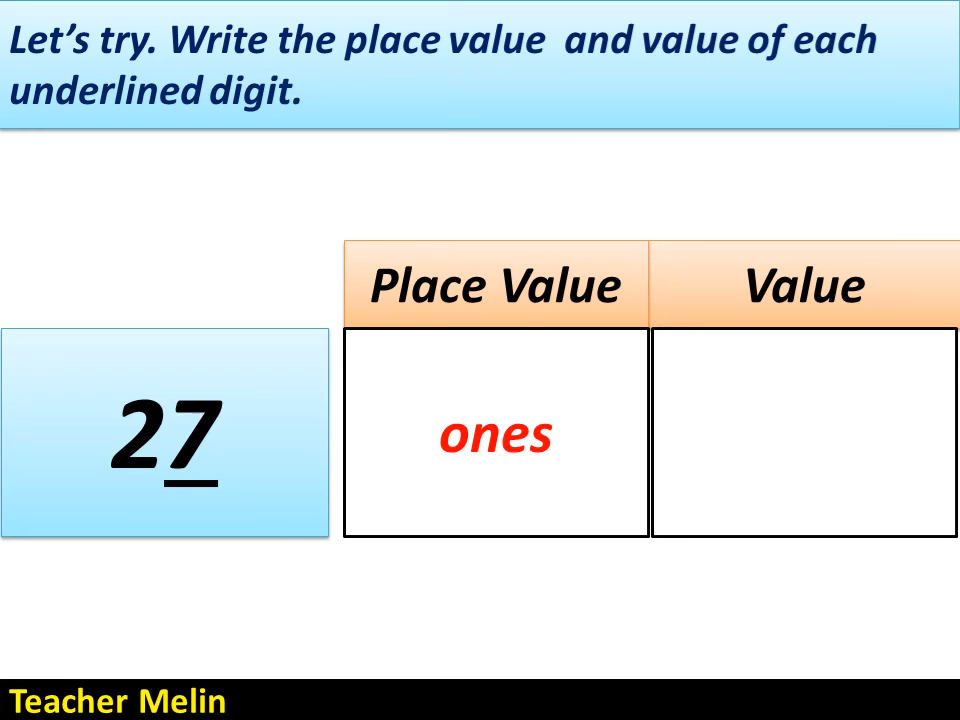 Let’s try. Write the place value  and value of each
underlined digit.
Place Value
Value
27
ones
Teacher Melin